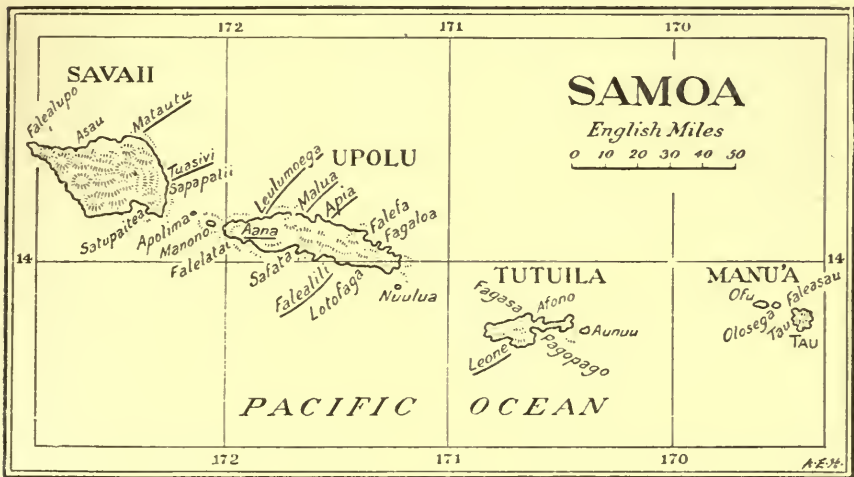 172
171
170
SAVAII
SAMOA
English Miles
0 10 20 30 40 50
Falealupo
Asau
Matautu
Tuasivi
Sapapalii
Satupaitea
Apolima
Manono
Falelatai
UPOLU
Leulumnega
Malua
Apia
Aana
Falefa
Fagaloa
Safata
Falealili
Lotofaga
Nuulua
14
14
TUTUILA
Fagasa
Afono
Aunuu
Pagopago
Leone
MANU'A
Ofu
Olosega
Faleasau
Tau
TAU
PACIFIC OCEAN
172
171
170